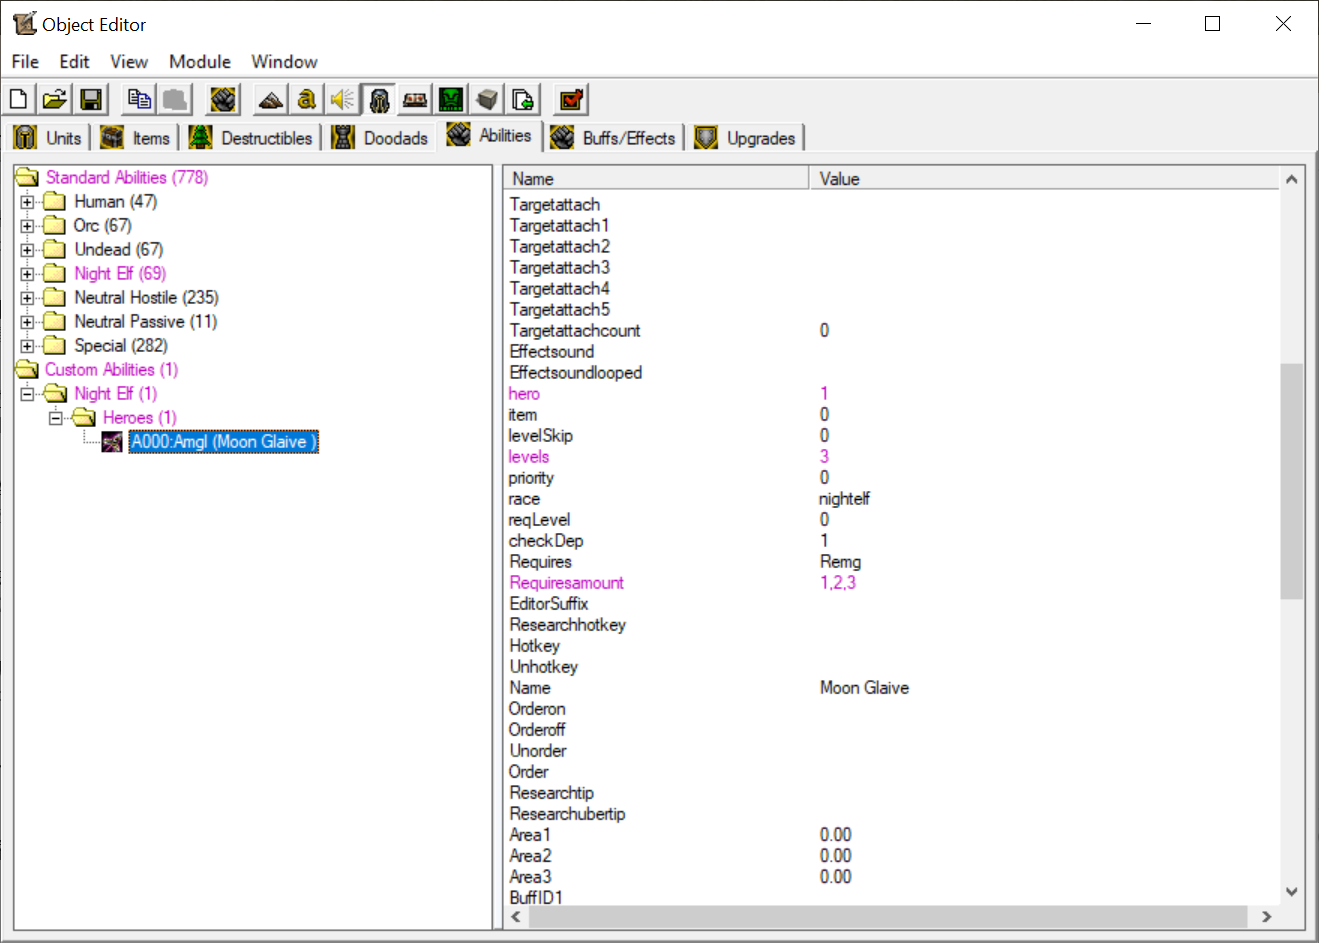 Object Editor
File Edit View Module Window
Units Items Destructibles Doodads Abilities Buffs/Effects Upgrades
Standard Abilities (778)
Human (47)
Orc (67)
Undead (67)
Night Elf (69)
Neutral Hostile (235)
Neutral Passive (11)
Special (282)
Custom Abilities (1)
Night Elf (1)
Heroes (1)
A000:Amgl (Moon Glaive )
Name Value
Targetattach
Targetattach1
Targetattach2
Targetattach3
Targetattach4
Targetattach5
Targetattachcount 0
Effectsound
Effectsoundlooped
hero 1
item 0
levelSkip 0
levels 3
priority 0
race nightelf
reqLevel 0
checkDep 1
Requires Remg
Requiresamount 1,2,3
EditorSuffix
Researchhotkey
Hotkey
Unhotkey
Name Moon Glaive
Orderon
Orderoff
Unorder
Order
Researchtip
Researchubertip
Area1 0.00
Area2 0.00
Area3 0.00
BuffID1